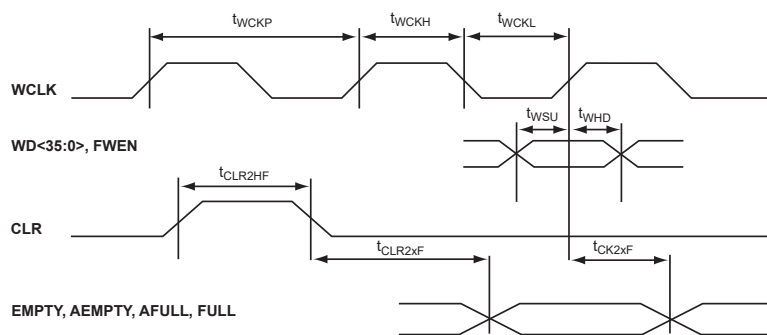 tWCKP tWCKH tWCKL
WCLK
tWSU tWHD
WD<35:0>, FWEN
tCLR2HF
CLR
tCLR2xF tCK2xF
EMPTY, AEMPTY, AFULL, FULL